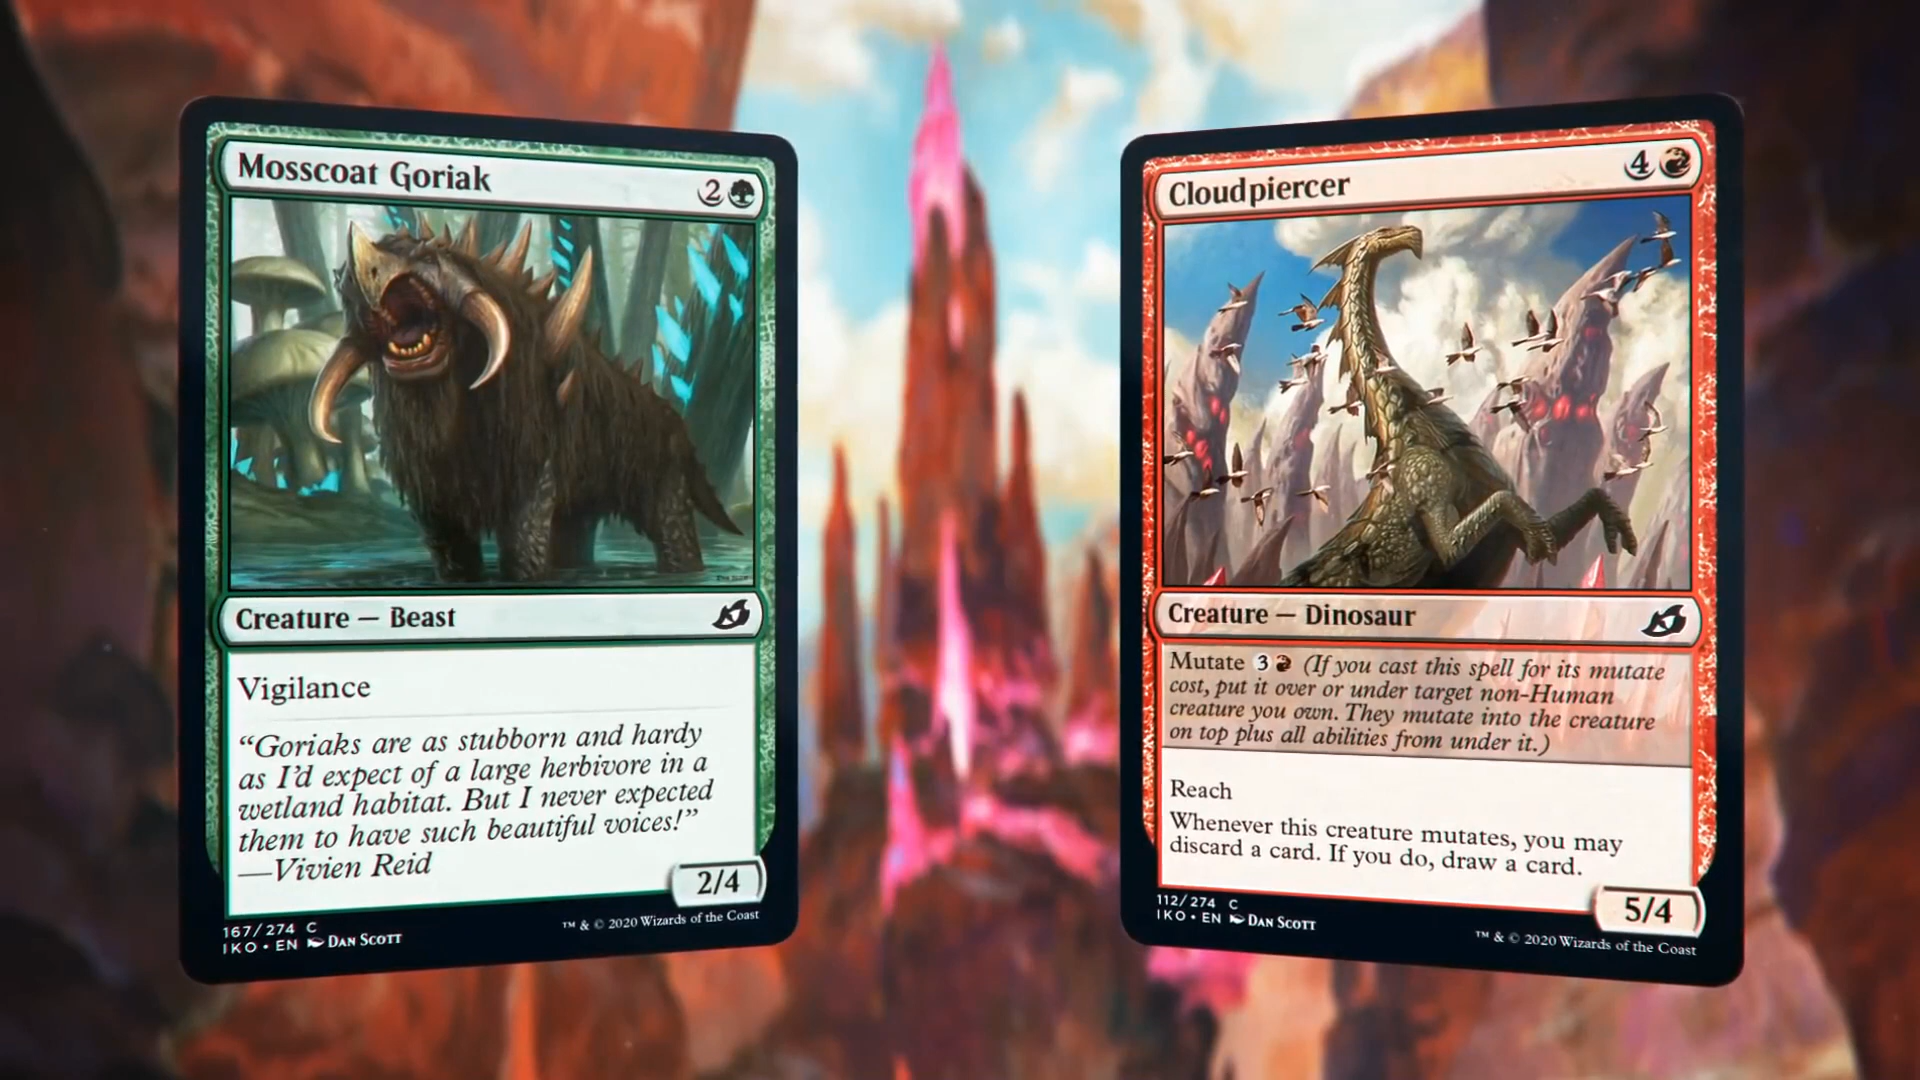 Mosscoat Goriak
2
Creature — Beast
Vigilance
“Goriaks are as stubborn and hardy
as I’d expect of a large herbivore in a
wetland habitat. But I never expected
them to have such beautiful voices!”
—Vivien Reid
2/4
167/274 C
IKO • EN Dan Scott
™ & © 2020 Wizards of the Coast
Cloudpiercer
4
Creature — Dinosaur
Mutate 3 (If you cast this spell for its mutate
cost, put it over or under target non-Human
creature you own. They mutate into the creature
on top plus all abilities from under it.)
Reach
Whenever this creature mutates, you may
discard a card. If you do, draw a card.
5/4
112/274 C
IKO • EN Dan Scott
™ & © 2020 Wizards of the Coast